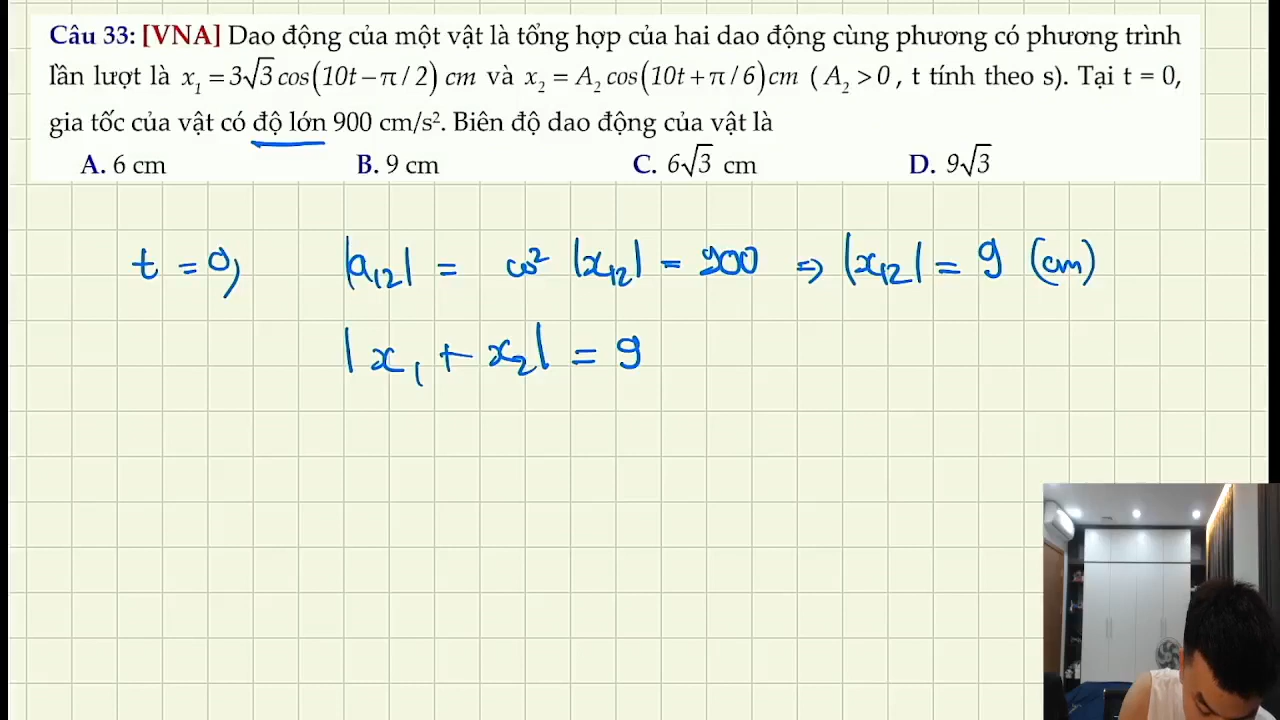 Câu 33: [VNA] Dao động của một vật là tổng hợp của hai dao động cùng phương có phương trình
lần lượt là x₁ = 3√3 cos(10t − π / 2) cm và x₂ = A₂ cos(10t + π / 6) cm ( A₂ > 0 , t tính theo s). Tại t = 0,
gia tốc của vật có độ lớn 900 cm/s². Biên độ dao động của vật là
A. 6 cm B. 9 cm C. 6√3 cm D. 9√3
t = 0, |a₁₂| = ω² |x₁₂| = 900 => |x₁₂| = 9 (cm)
|x₁ + x₂| = 9